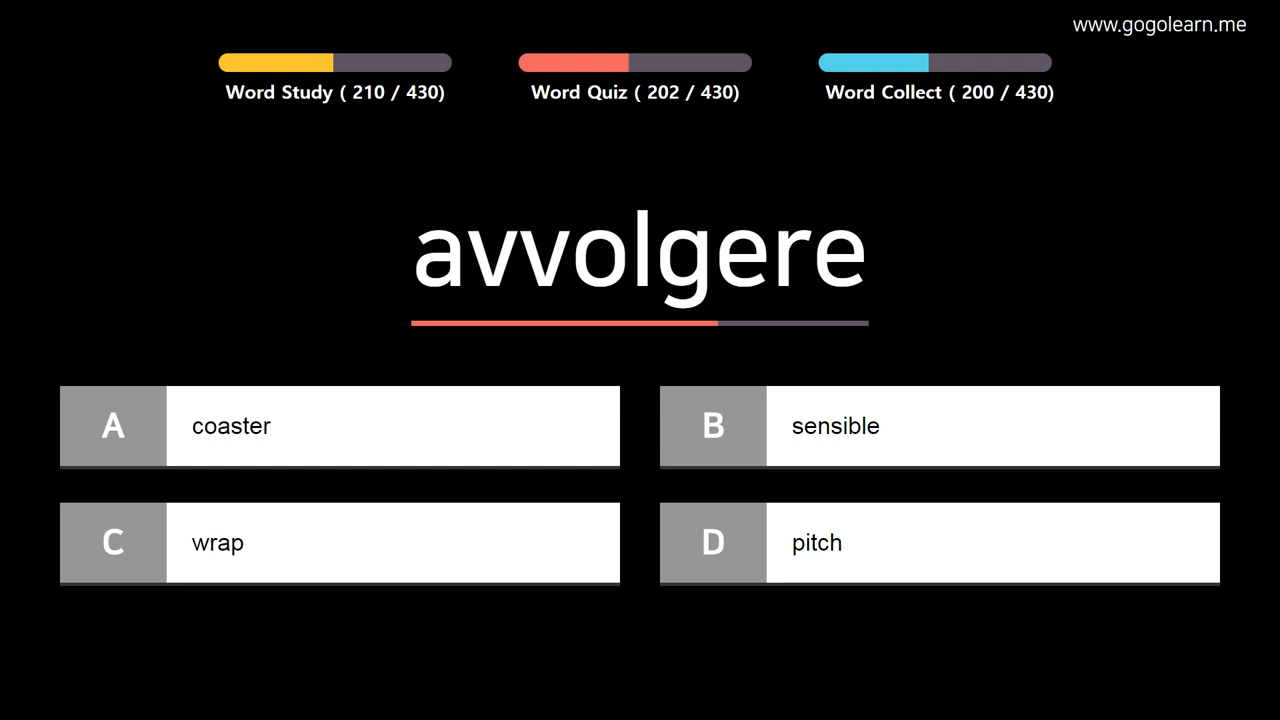 www.gogolearn.me
Word Study ( 210 / 430)
Word Quiz ( 202 / 430)
Word Collect ( 200 / 430)
avvolgere
A coaster
B sensible
C wrap
D pitch